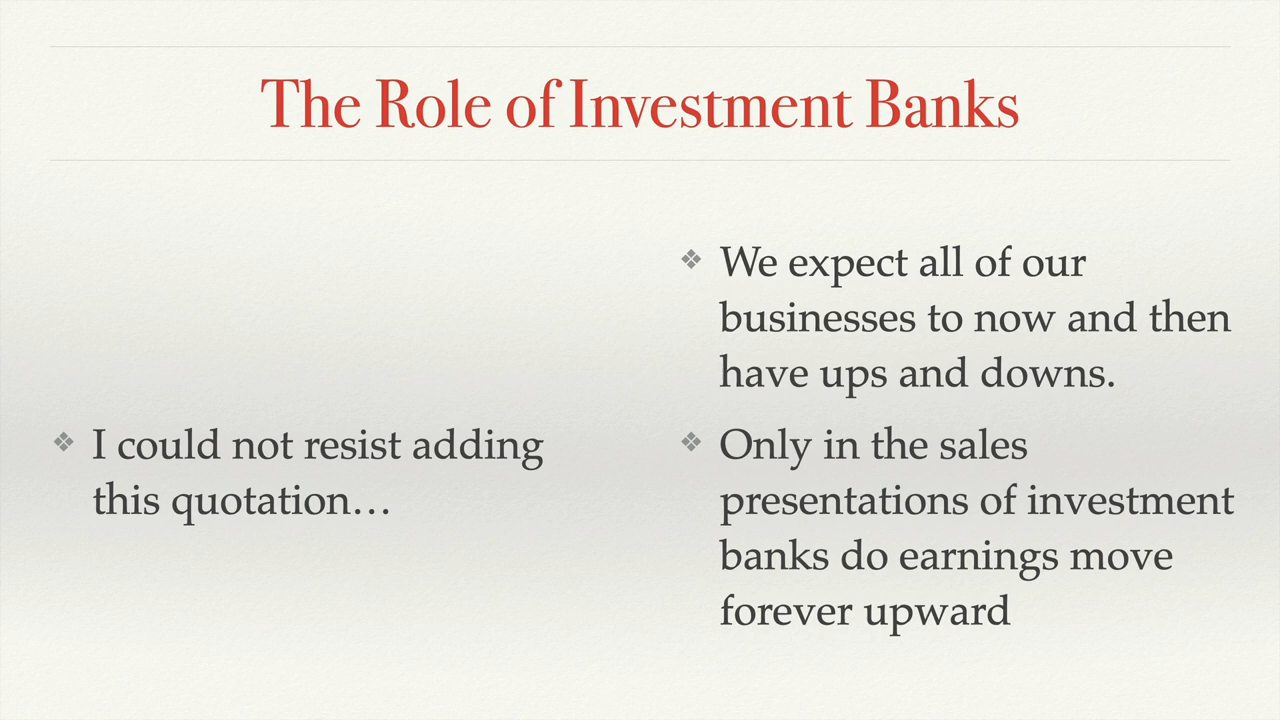 The Role of Investment Banks
❖ I could not resist adding
this quotation…
❖ We expect all of our
businesses to now and then
have ups and downs.
❖ Only in the sales
presentations of investment
banks do earnings move
forever upward